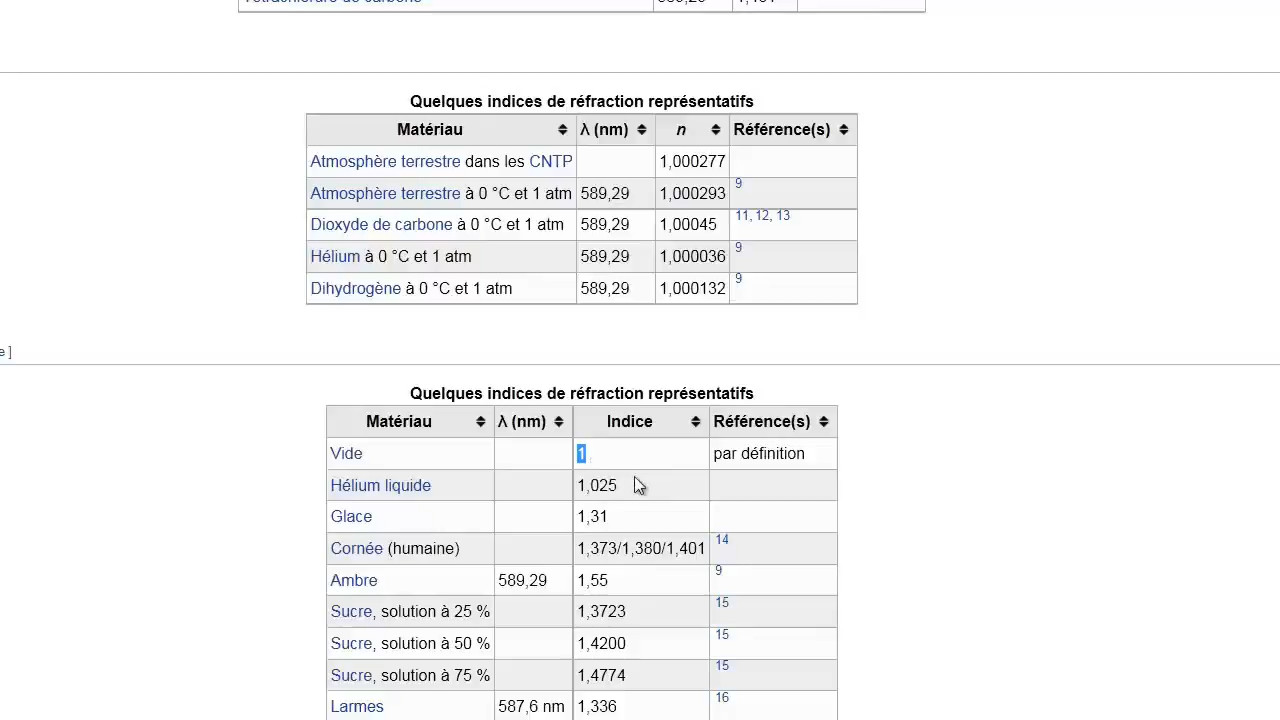 Quelques indices de réfraction représentatifs
Matériau λ (nm) n Référence(s)
Atmosphère terrestre dans les CNTP 1,000277
Atmosphère terrestre à 0 °C et 1 atm 589,29 1,000293 9
Dioxyde de carbone à 0 °C et 1 atm 589,29 1,00045 11, 12, 13
Hélium à 0 °C et 1 atm 589,29 1,000036 9
Dihydrogène à 0 °C et 1 atm 589,29 1,000132 9
e ]
Quelques indices de réfraction représentatifs
Matériau λ (nm) Indice Référence(s)
Vide 1 par définition
Hélium liquide 1,025
Glace 1,31
Cornée (humaine) 1,373/1,380/1,401 14
Ambre 589,29 1,55 9
Sucre, solution à 25 % 1,3723 15
Sucre, solution à 50 % 1,4200 15
Sucre, solution à 75 % 1,4774 15
Larmes 587,6 nm 1,336 16